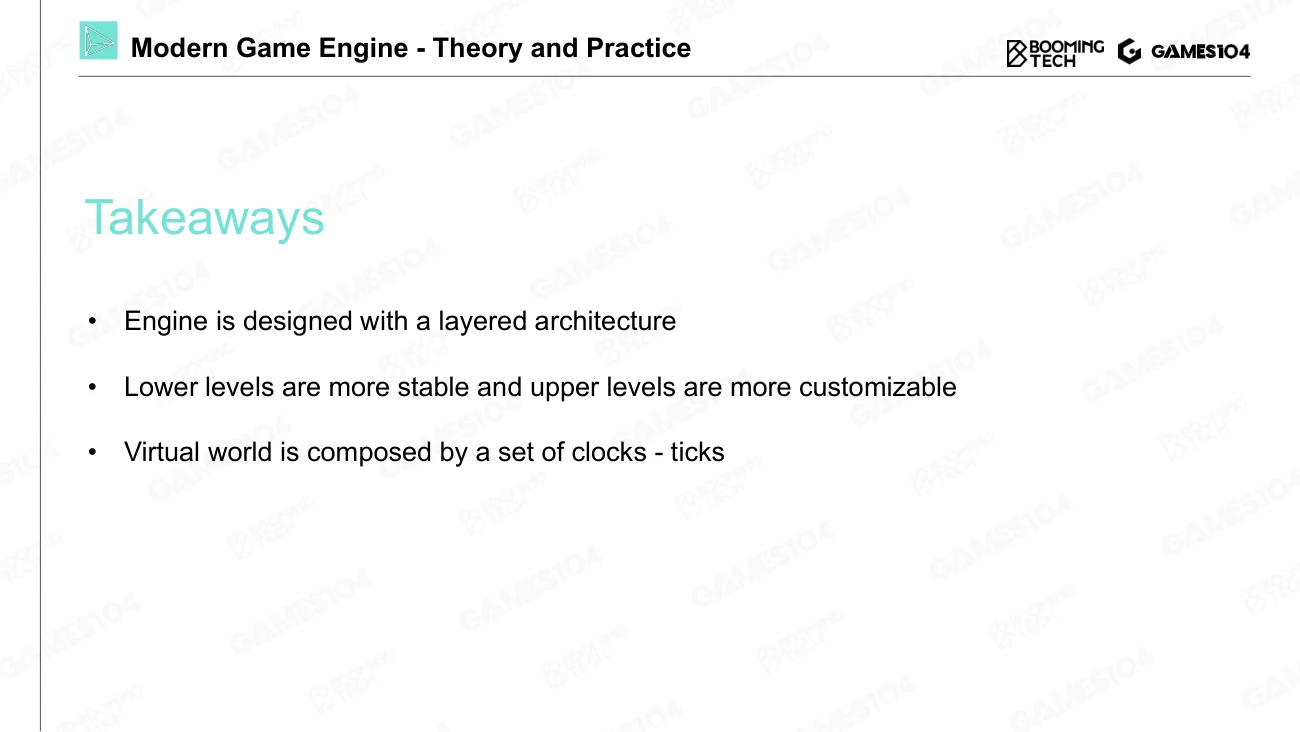 Modern Game Engine - Theory and Practice
BOOMING
TECH
GAMES104
Takeaways
• Engine is designed with a layered architecture
• Lower levels are more stable and upper levels are more customizable
• Virtual world is composed by a set of clocks - ticks